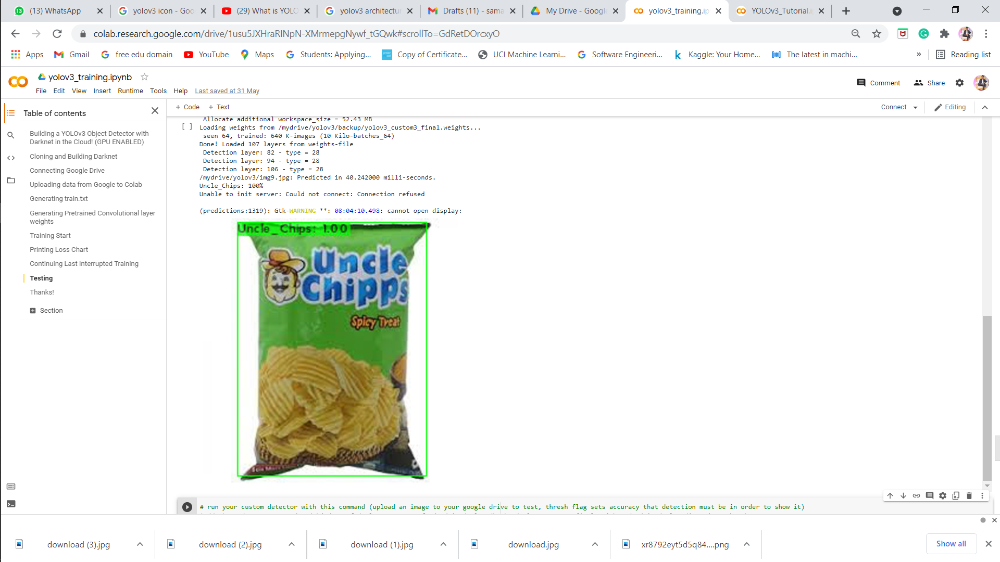 (13) WhatsApp
yolov3 icon - Goo
(29) What is YOLO
yolov3 architectur
Drafts (11) - sama
My Drive - Google
yolov3_training.ip
YOLOv3_Tutorial.i
colab.research.google.com/drive/1usu5JXHraRINpN-XMrmepgNywf_tGQwk#scrollTo=GdRetDOrcxyO
Apps
Gmail
free edu domain
YouTube
Maps
Students: Applying...
Copy of Certificate...
UCI Machine Learni...
Software Engineeri...
Kaggle: Your Home...
The latest in machi...
»
Reading list
yolov3_training.ipynb
File Edit View Insert Runtime Tools Help Last saved at 31 May
Comment
Share
Table of contents
Building a YOLOv3 Object Detector with
Darknet in the Cloud! (GPU ENABLED)
Cloning and Building Darknet
Connecting Google Drive
Uploading data from Google to Colab
Generating train.txt
Generating Pretrained Convolutional layer
weights
Training Start
Printing Loss Chart
Continuing Last Interrupted Training
Testing
Thanks!
Section
+ Code + Text
Connect
Editing
Allocate additional workspace_size = 52.43 MB
[ ] Loading weights from /mydrive/yolov3/backup/yolov3_custom3_final.weights...
seen 64, trained: 640 K-images (10 Kilo-batches_64)
Done! Loaded 107 layers from weights-file
Detection layer: 82 - type = 28
Detection layer: 94 - type = 28
Detection layer: 106 - type = 28
/mydrive/yolov3/img9.jpg: Predicted in 40.242000 milli-seconds.
Uncle_Chips: 100%
Unable to init server: Could not connect: Connection refused
(predictions:1319): Gtk-WARNING **: 08:04:10.498: cannot open display:
Uncle_Chips: 1.00
Uncle
Chipps
Spicy Treat
# run your custom detector with this command (upload an image to your google drive to test, thresh flag sets accuracy that detection must be in order to show it)
download (3).jpg
download (2).jpg
download (1).jpg
download.jpg
xr8792eyt5d5q84....png
Show all